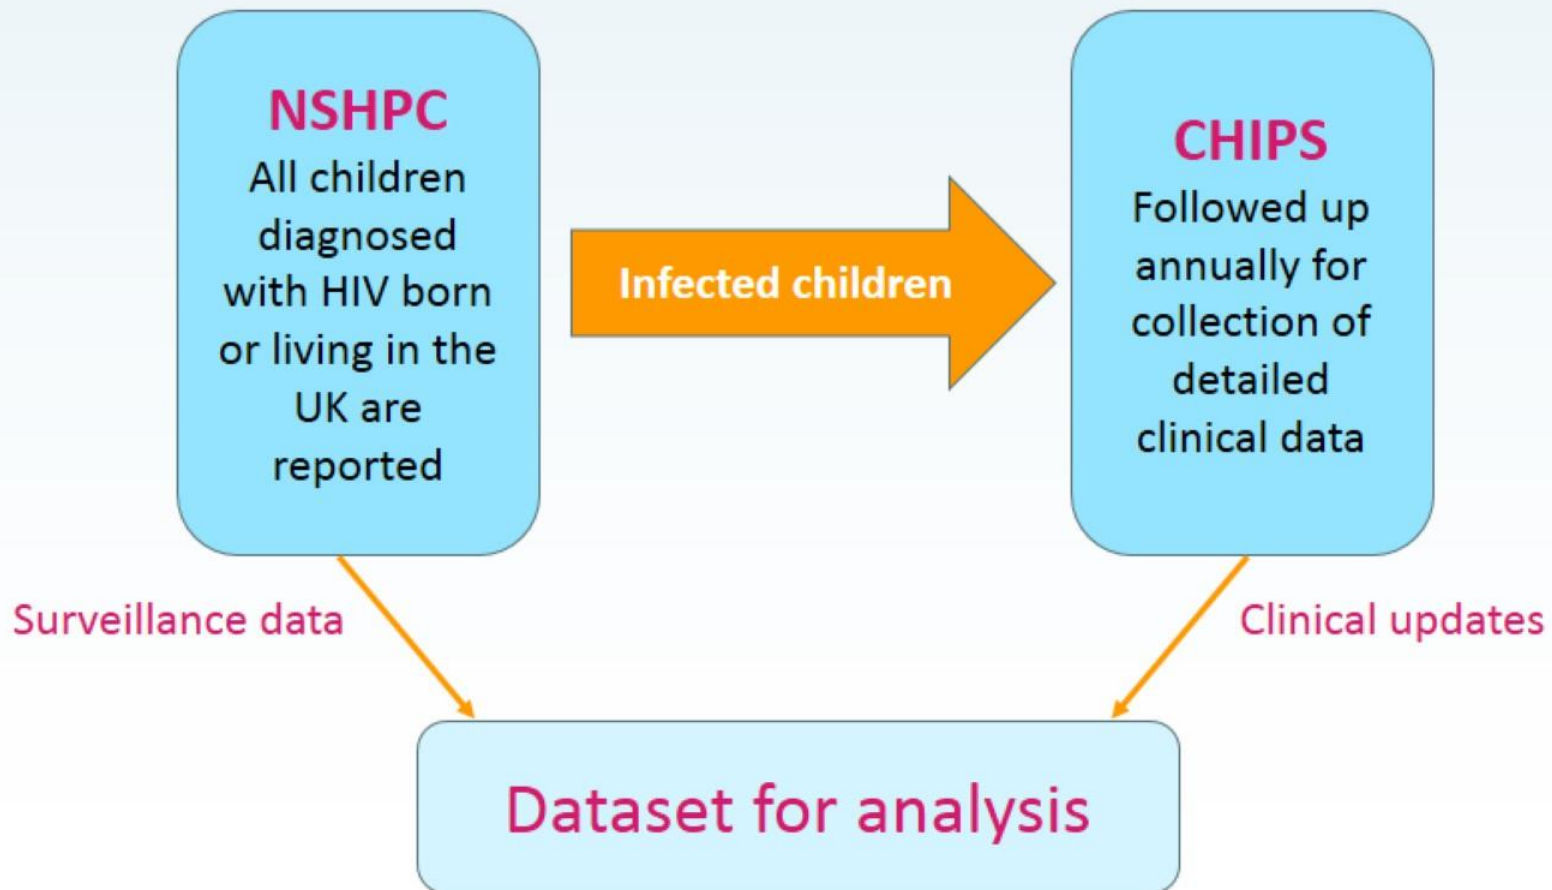 NSHPC
All children
diagnosed
with HIV born
or living in the
UK are
reported
Infected children
CHIPS
Followed up
annually for
collection of
detailed
clinical data
Surveillance data
Clinical updates
Dataset for analysis